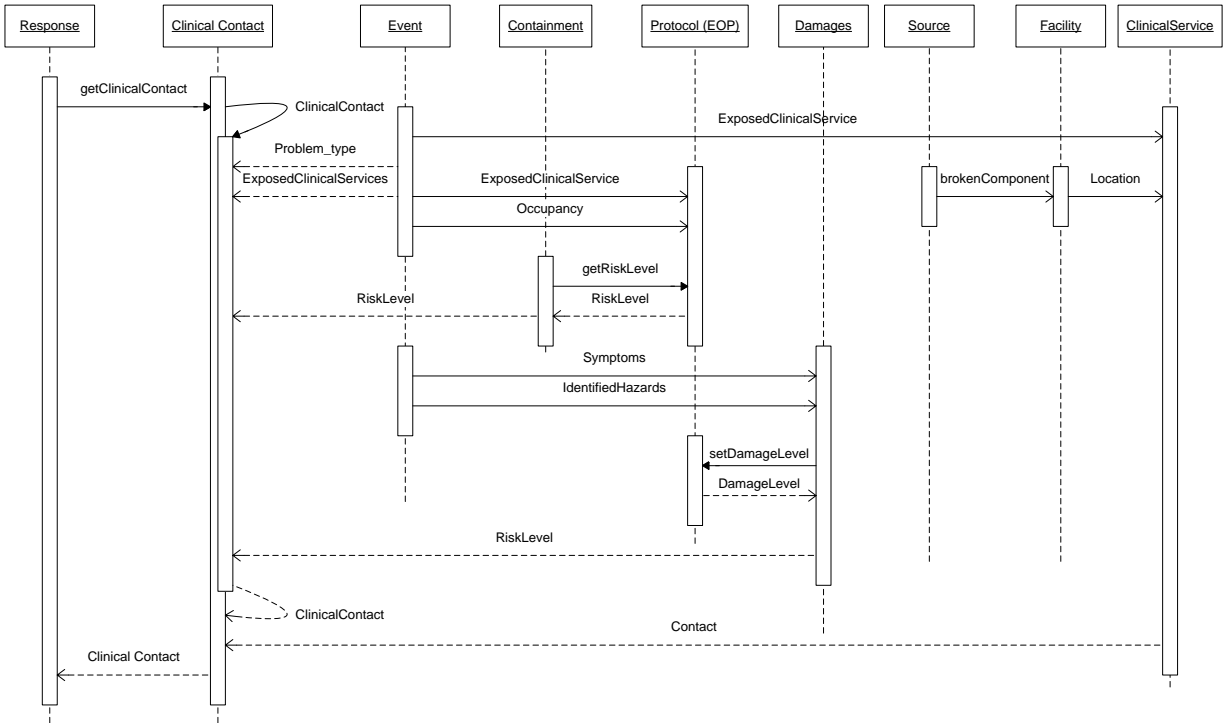 Response
Clinical Contact
Event
Containment
Protocol (EOP)
Damages
Source
Facility
ClinicalService
getClinicalContact
ClinicalContact
ExposedClinicalService
Problem_type
ExposedClinicalServices
ExposedClinicalService
brokenComponent
Location
Occupancy
getRiskLevel
RiskLevel
RiskLevel
Symptoms
IdentifiedHazards
setDamageLevel
DamageLevel
RiskLevel
ClinicalContact
Contact
Clinical Contact